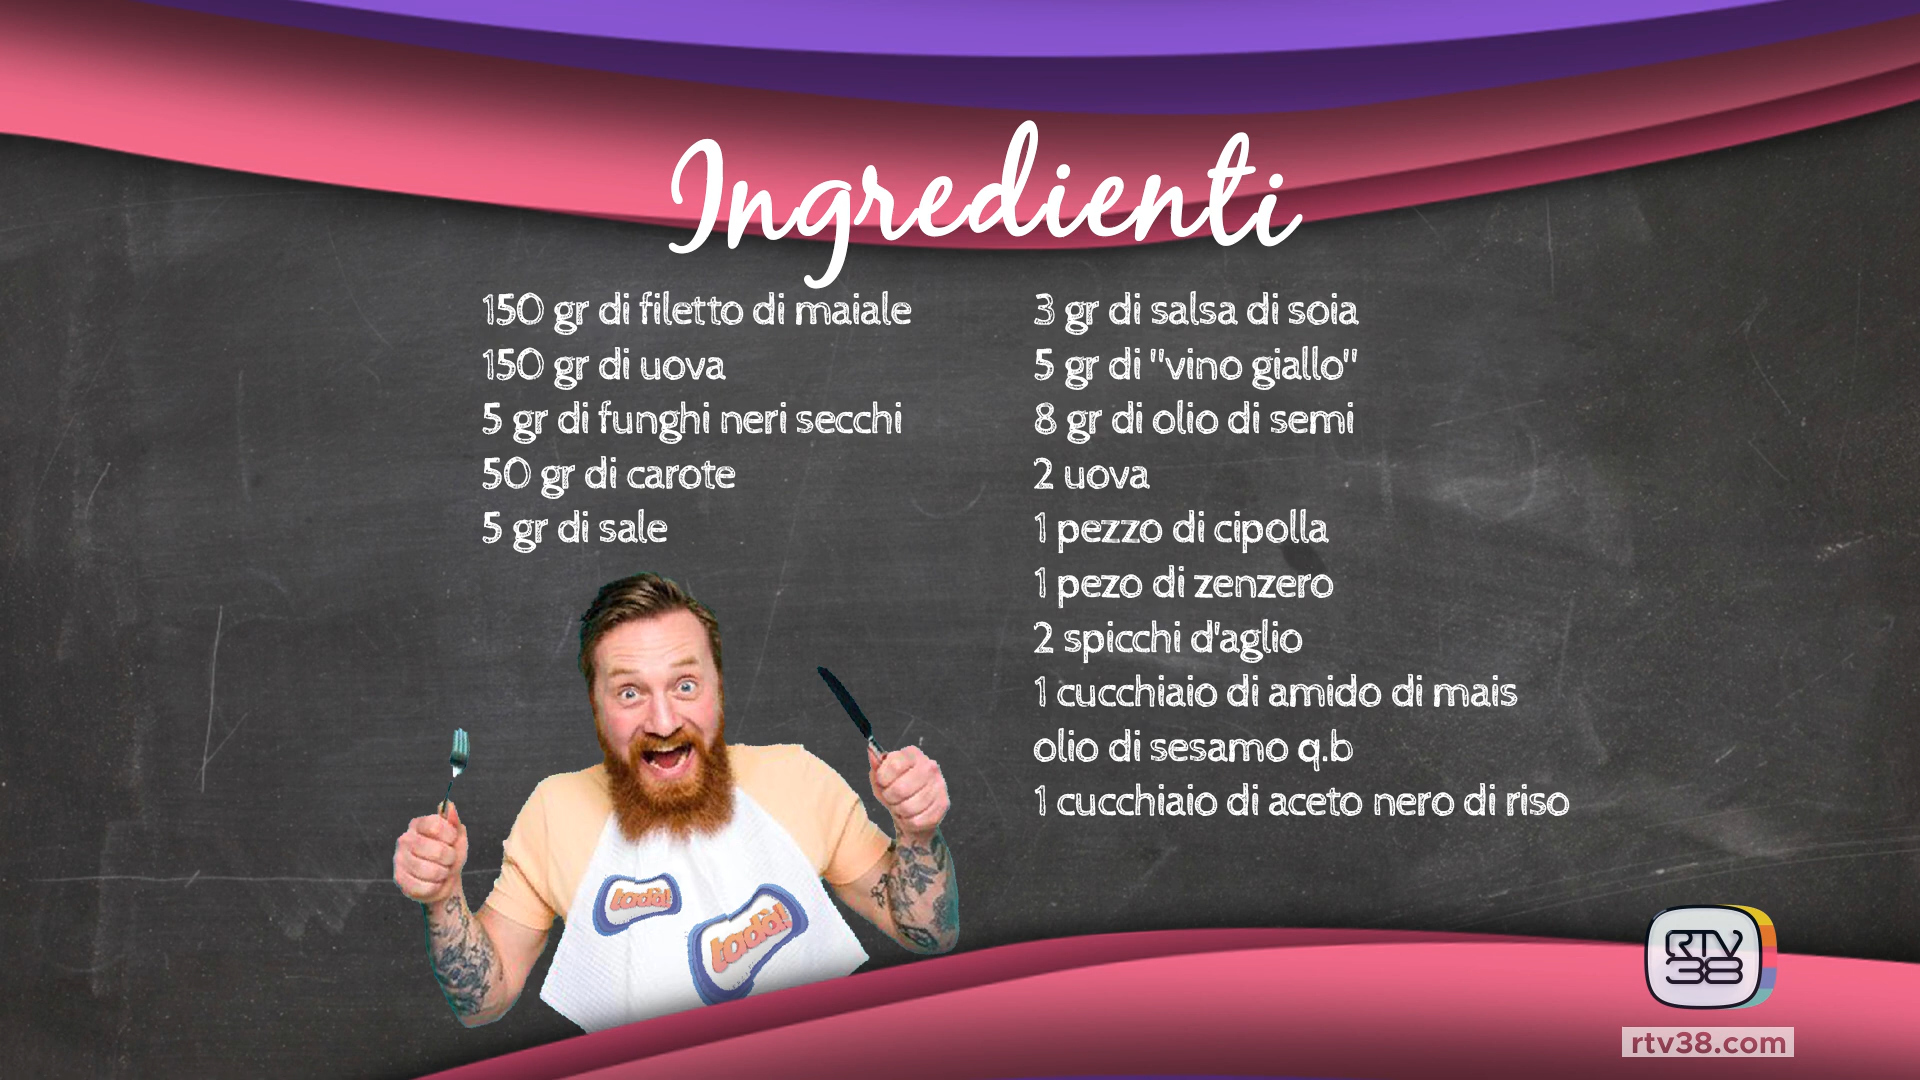 Ingredienti
150 gr di filetto di maiale
150 gr di uova
5 gr di funghi neri secchi
50 gr di carote
5 gr di sale
3 gr di salsa di soia
5 gr di "vino giallo"
8 gr di olio di semi
2 uova
1 pezzo di cipolla
1 pezo di zenzero
2 spicchi d'aglio
1 cucchiaio di amido di mais
olio di sesamo q.b
1 cucchiaio di aceto nero di riso
todà!
todà!
RTV
38
rtv38.com